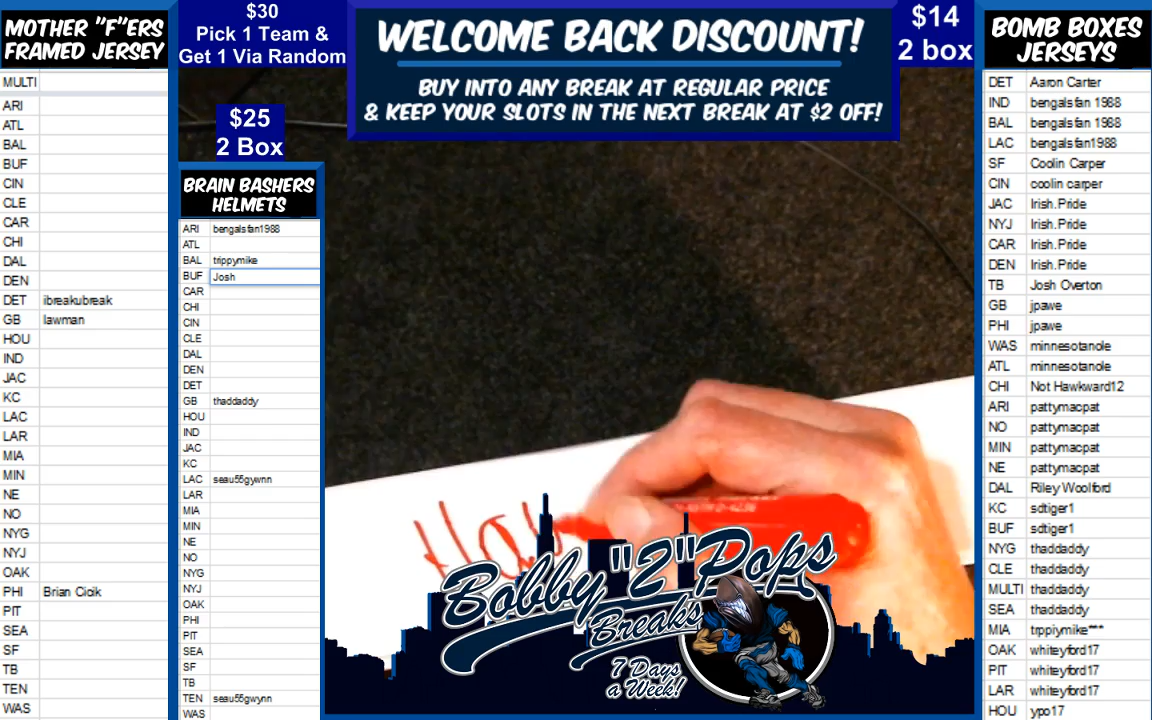 MOTHER "F"ERS
FRAMED JERSEY
MULTI
ARI
ATL
BAL
BUF
CIN
CLE
CAR
CHI
DAL
DEN
DET ibreakubreak
GB lawman
HOU
IND
JAC
KC
LAC
LAR
MIA
MIN
NE
NO
NYG
NYJ
OAK
PHI Brian Cicik
PIT
SEA
SF
TB
TEN
WAS
$30
Pick 1 Team &
Get 1 Via Random
$25
2 Box
BRAIN BASHERS
HELMETS
ARI bengalsfan1988
ATL
BAL trippymike
BUF Josh
CAR
CHI
CIN
CLE
DAL
DEN
DET
GB thaddaddy
HOU
IND
JAC
KC
LAC seau55gywnn
LAR
MIA
MIN
NE
NO
NYG
NYJ
OAK
PHI
PIT
SEA
SF
TB
TEN seau55gwynn
WAS
WELCOME BACK DISCOUNT!
BUY INTO ANY BREAK AT REGULAR PRICE
& KEEP YOUR SLOTS IN THE NEXT BREAK AT $2 OFF!
$14
2 box
Bobby "2" Pops
Breaks
7 Days
a Week!
BOMB BOXES
JERSEYS
DET Aaron Carter
IND bengalsfan 1988
BAL bengalsfan 1988
LAC bengalsfan1988
SF Coolin Carper
CIN coolin carper
JAC Irish.Pride
NYJ Irish.Pride
CAR Irish.Pride
DEN Irish.Pride
TB Josh Overton
GB jpawe
PHI jpawe
WAS minnesotanole
ATL minnesotanole
CHI Not Hawkward12
ARI pattymacpat
NO pattymacpat
MIN pattymacpat
NE pattymacpat
DAL Riley Woolford
KC sdtiger1
BUF sdtiger1
NYG thaddaddy
CLE thaddaddy
MULTI thaddaddy
SEA thaddaddy
MIA trppiymike***
OAK whiteyford17
PIT whiteyford17
LAR whiteyford17
HOU ypo17